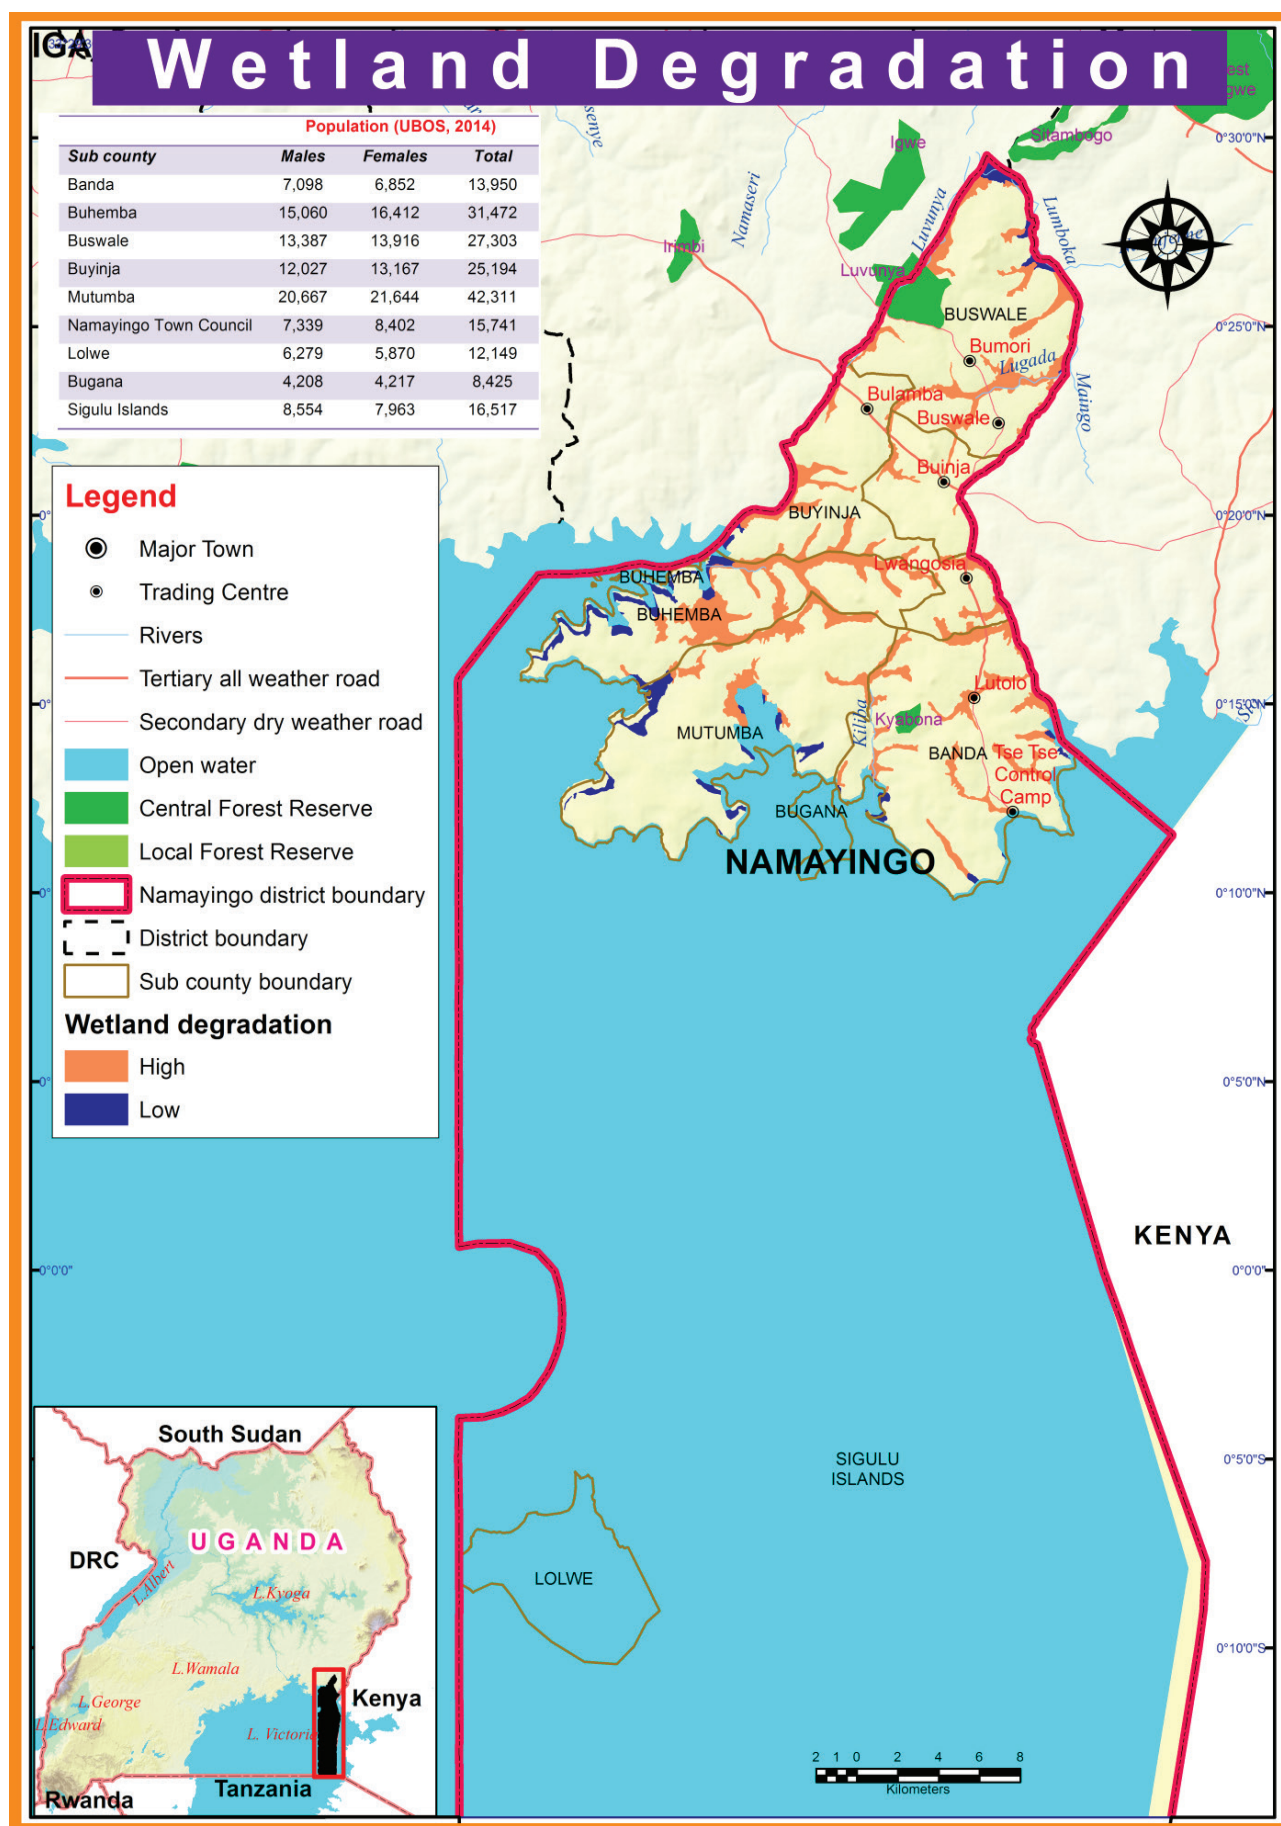 Wetland Degradation
IGA
Population (UBOS, 2014)
Sub county Males Females Total
Banda 7,098 6,852 13,950
Buhemba 15,060 16,412 31,472
Buswale 13,387 13,916 27,303
Buyinja 12,027 13,167 25,194
Mutumba 20,667 21,644 42,311
Namayingo Town Council 7,339 8,402 15,741
Lolwe 6,279 5,870 12,149
Bugana 4,208 4,217 8,425
Sigulu Islands 8,554 7,963 16,517
Legend
Major Town
Trading Centre
Rivers
Tertiary all weather road
Secondary dry weather road
Open water
Central Forest Reserve
Local Forest Reserve
Namayingo district boundary
District boundary
Sub county boundary
Wetland degradation
High
Low
Igwe
Sitambogo
Namaseri
Luvunya
Lumboka
Irimbi
Luvunya
BUSWALE
Bumori
Lugada
Maingo
Bulamba
Buswale
Buinja
BUYINJA
Lwangosia
BUHEMBA
BUHEMBA
Lutolo
Kyabona
Kiliba
MUTUMBA
BANDA
Tse Tse
Control
Camp
BUGANA
NAMAYINGO
KENYA
SIGULU
ISLANDS
LOLWE
0°30'0"N
0°25'0"N
0°20'0"N
0°15'0"N
0°10'0"N
0°5'0"N
0°0'0"
0°0'0"
0°5'0"S
0°10'0"S
South Sudan
UGANDA
DRC
L.Albert
L.Kyoga
L.Wamala
L.George
L.Edward
L. Victoria
Kenya
Tanzania
Rwanda
2 1 0 2 4 6 8
Kilometers